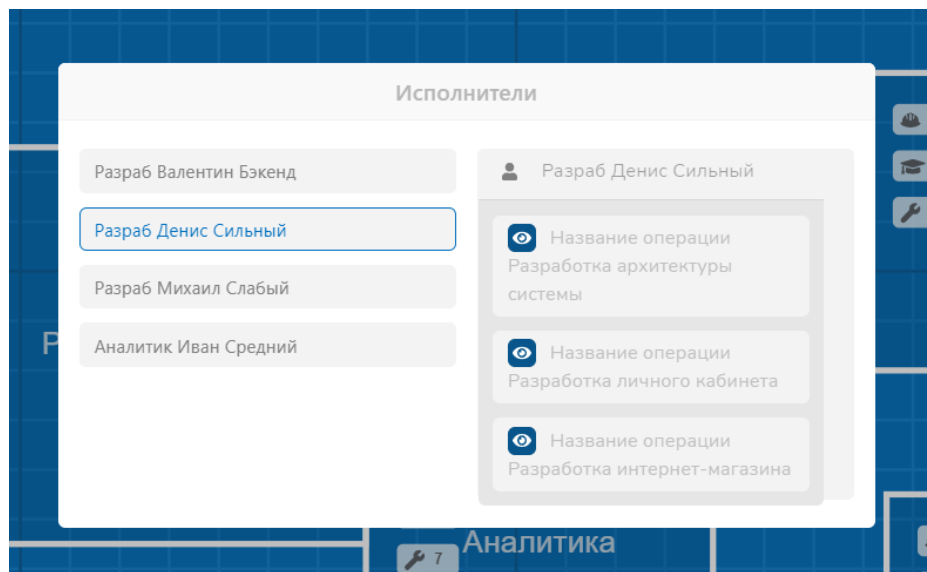 Исполнители
Разраб Валентин Бэкенд
Разраб Денис Сильный
Разраб Михаил Слабый
Аналитик Иван Средний
Разраб Денис Сильный
Название операции
Разработка архитектуры
системы
Название операции
Разработка личного кабинета
Название операции
Разработка интернет-магазина
Р
7
Аналитика